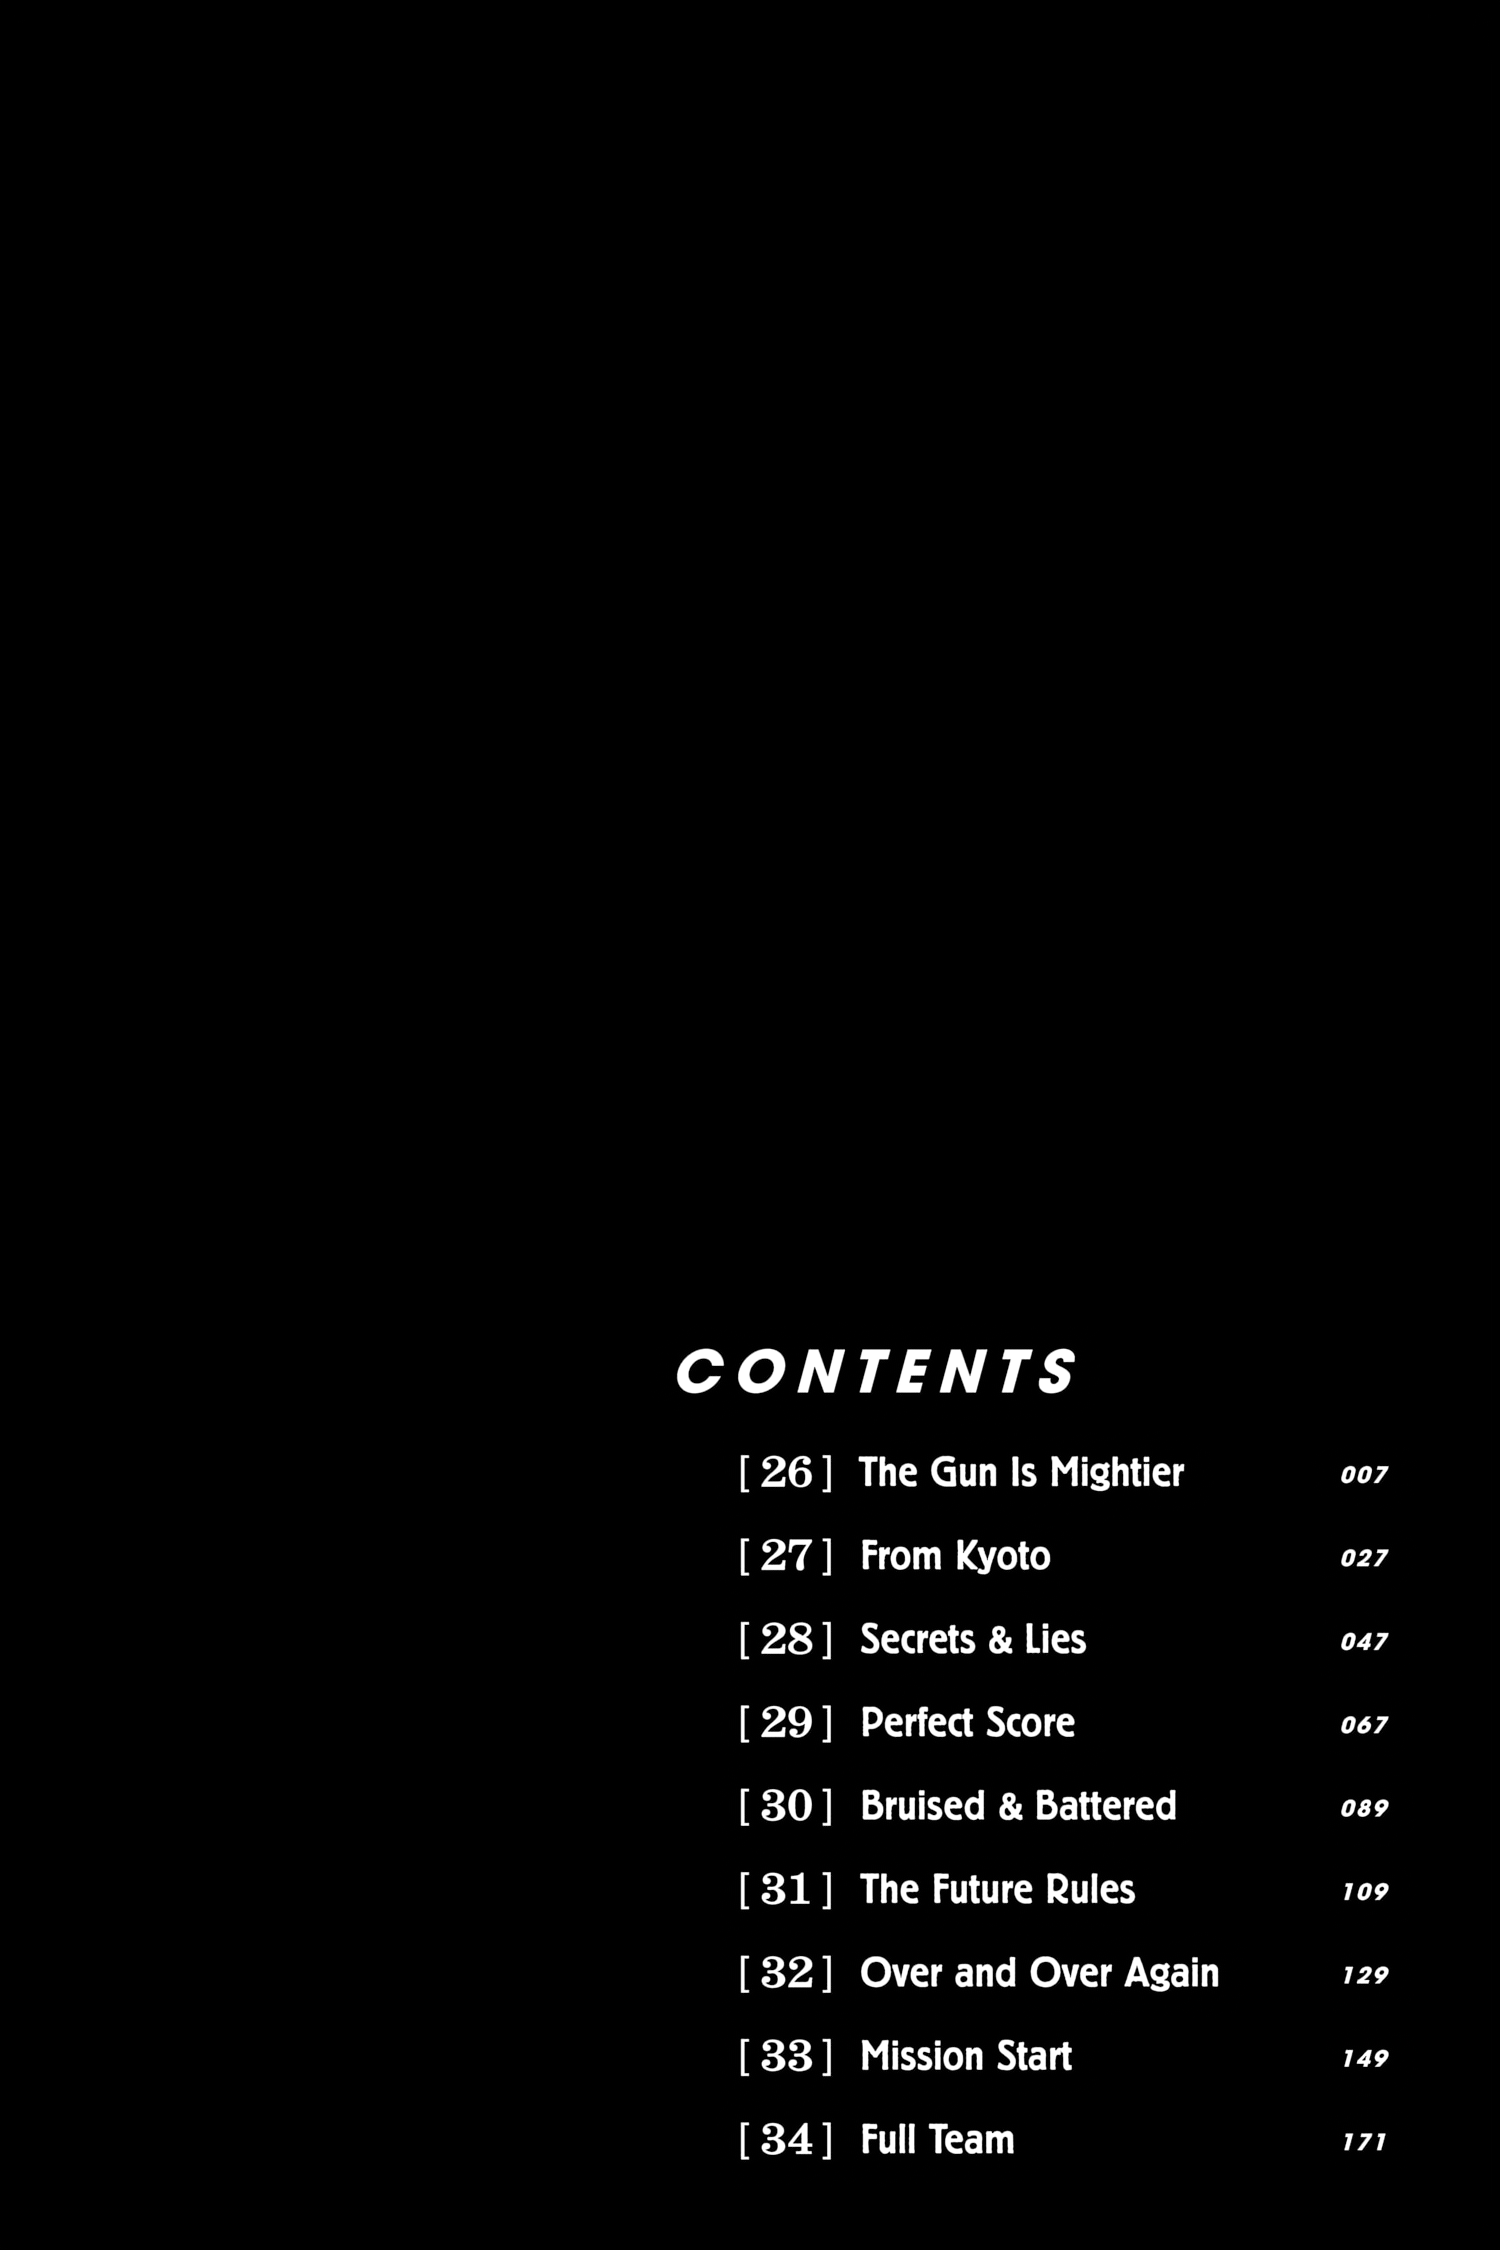 CONTENTS
[ 26 ] The Gun Is Mightier 007
[ 27 ] From Kyoto 027
[ 28 ] Secrets & Lies 047
[ 29 ] Perfect Score 067
[ 30 ] Bruised & Battered 089
[ 31 ] The Future Rules 109
[ 32 ] Over and Over Again 129
[ 33 ] Mission Start 149
[ 34 ] Full Team 171